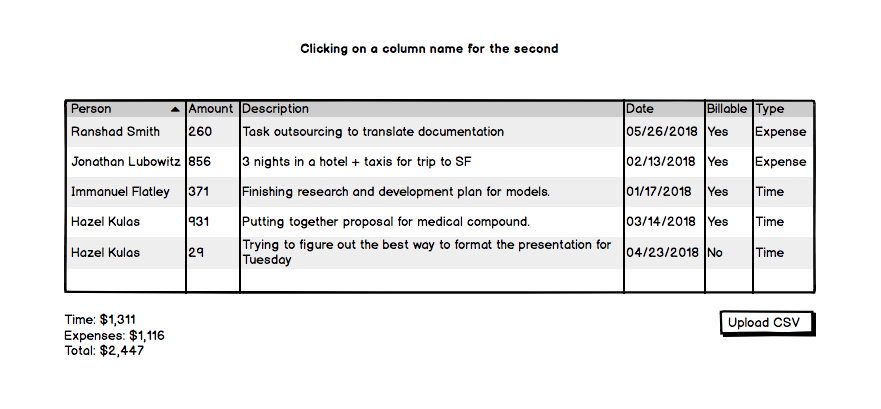 Clicking on a column name for the second
Person ▲ Amount Description Date Billable Type
Ranshad Smith 260 Task outsourcing to translate documentation 05/26/2018 Yes Expense
Jonathan Lubowitz 856 3 nights in a hotel + taxis for trip to SF 02/13/2018 Yes Expense
Immanuel Flatley 371 Finishing research and development plan for models. 01/17/2018 Yes Time
Hazel Kulas 931 Putting together proposal for medical compound. 03/14/2018 Yes Time
Hazel Kulas 29 Trying to figure out the best way to format the presentation for
Tuesday 04/23/2018 No Time
Time: $1,311
Expenses: $1,116
Total: $2,447
Upload CSV